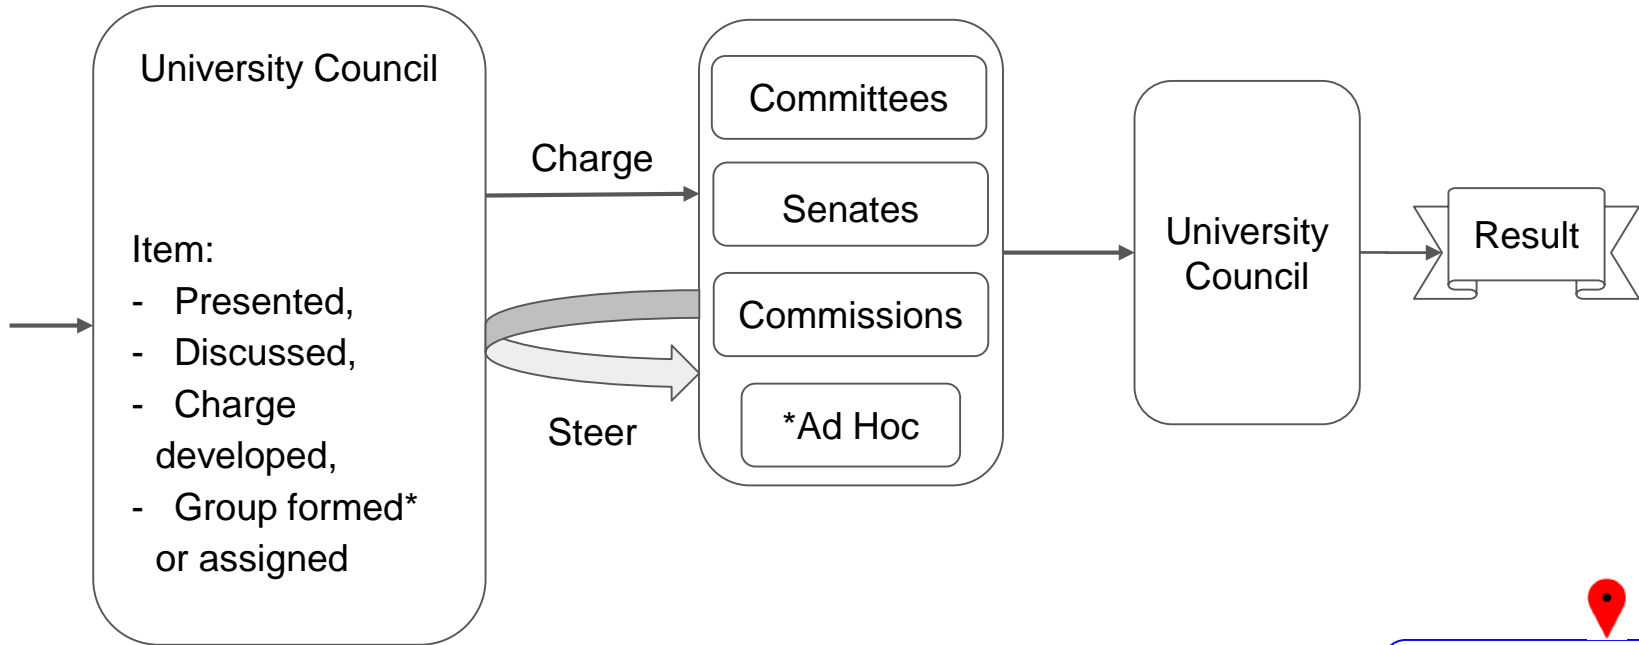 University Council
Item:
- Presented,
- Discussed,
- Charge
developed,
- Group formed*
or assigned
Charge
Steer
Committees
Senates
Commissions
*Ad Hoc
University
Council
Result